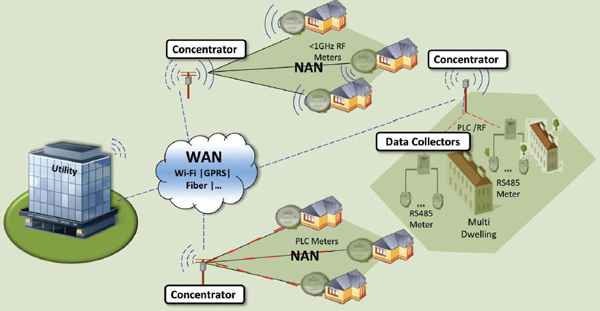 Concentrator
<1GHz RF
Meters
NAN
Concentrator
PLC /RF
Data Collectors
...
RS485
Meter
...
RS485
Meter
Multi
Dwelling
Utility
WAN
Wi-Fi |GPRS|
Fiber |...
PLC Meters
NAN
Concentrator